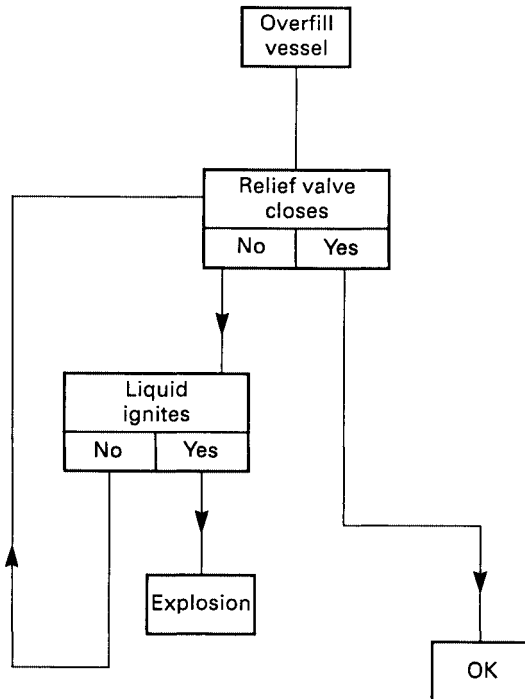 Overfill
vessel
Relief valve
closes
No Yes
Liquid
ignites
No Yes
Explosion
OK